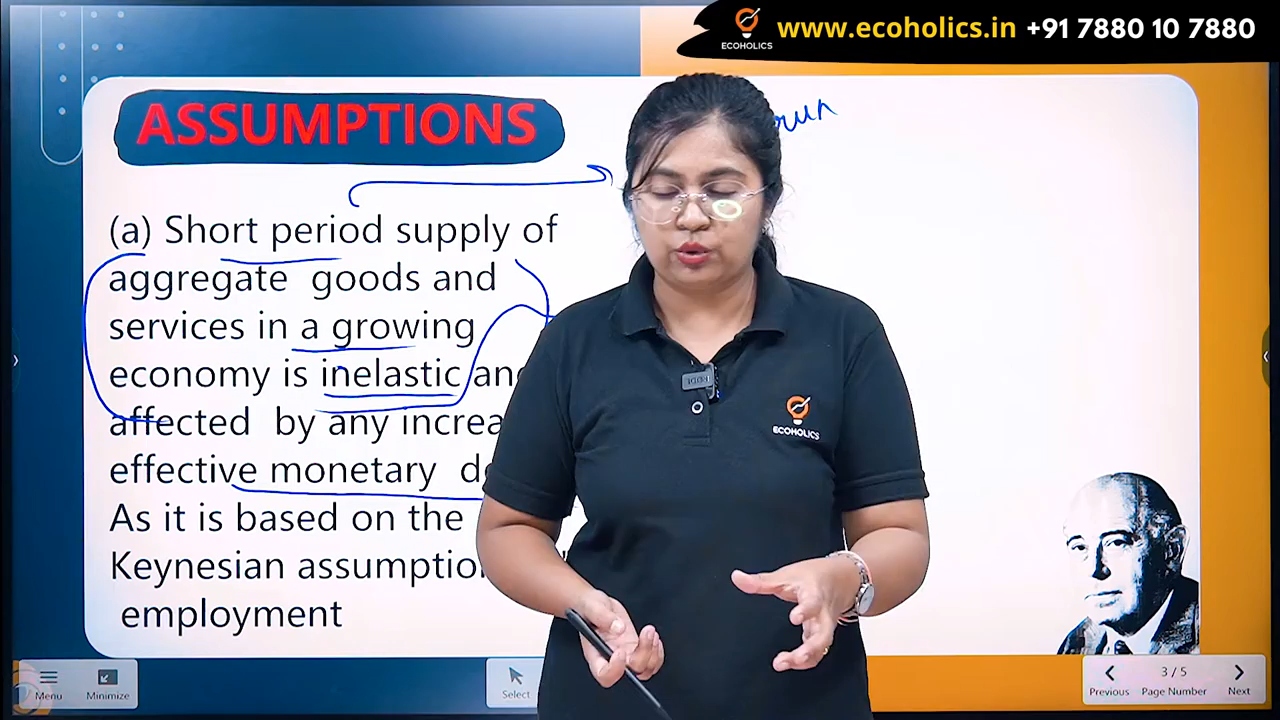 ECOHOLICS
www.ecoholics.in +91 7880 10 7880
ASSUMPTIONS
run
(a) Short period supply of
aggregate goods and
services in a growing
economy is inelastic
affected by any
effective monetary
As it is based on the
Keynesian
employment
ECOHOLICS
Menu
Minimize
Select
Previous
3 / 5
Page Number
Next